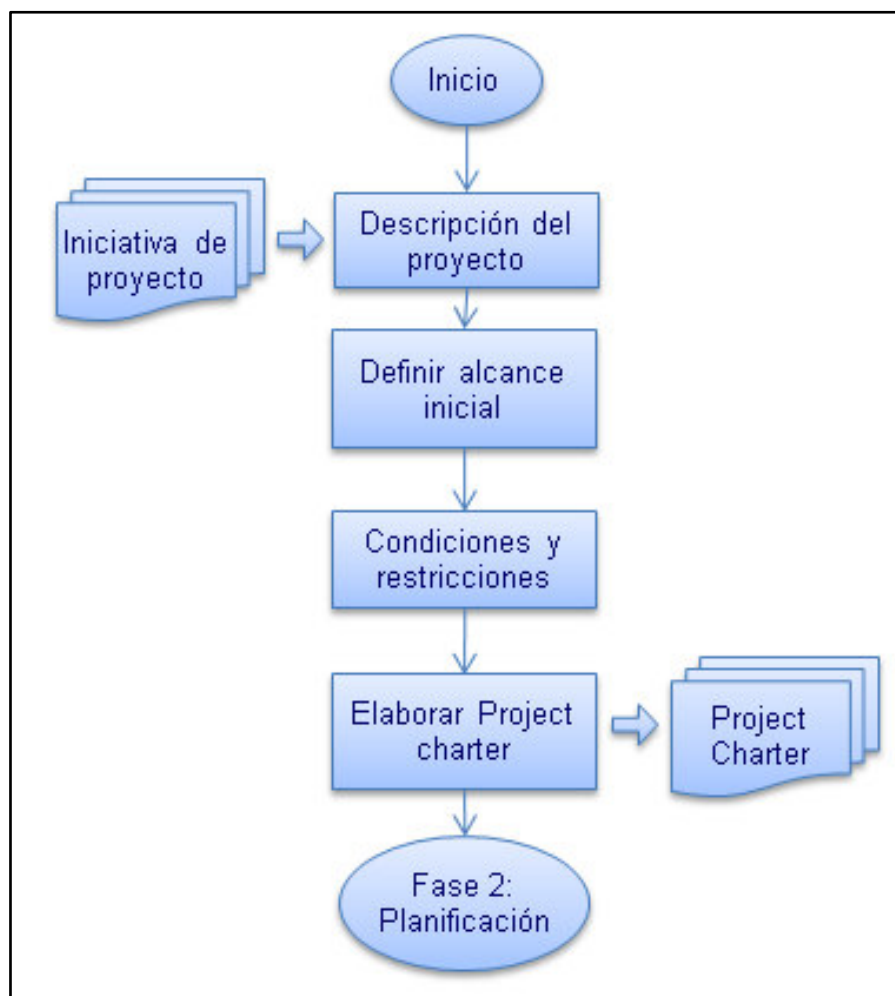 Inicio
Iniciativa de
proyecto
Descripción del
proyecto
Definir alcance
inicial
Condiciones y
restricciones
Elaborar Project
charter
Project
Charter
Fase 2:
Planificación